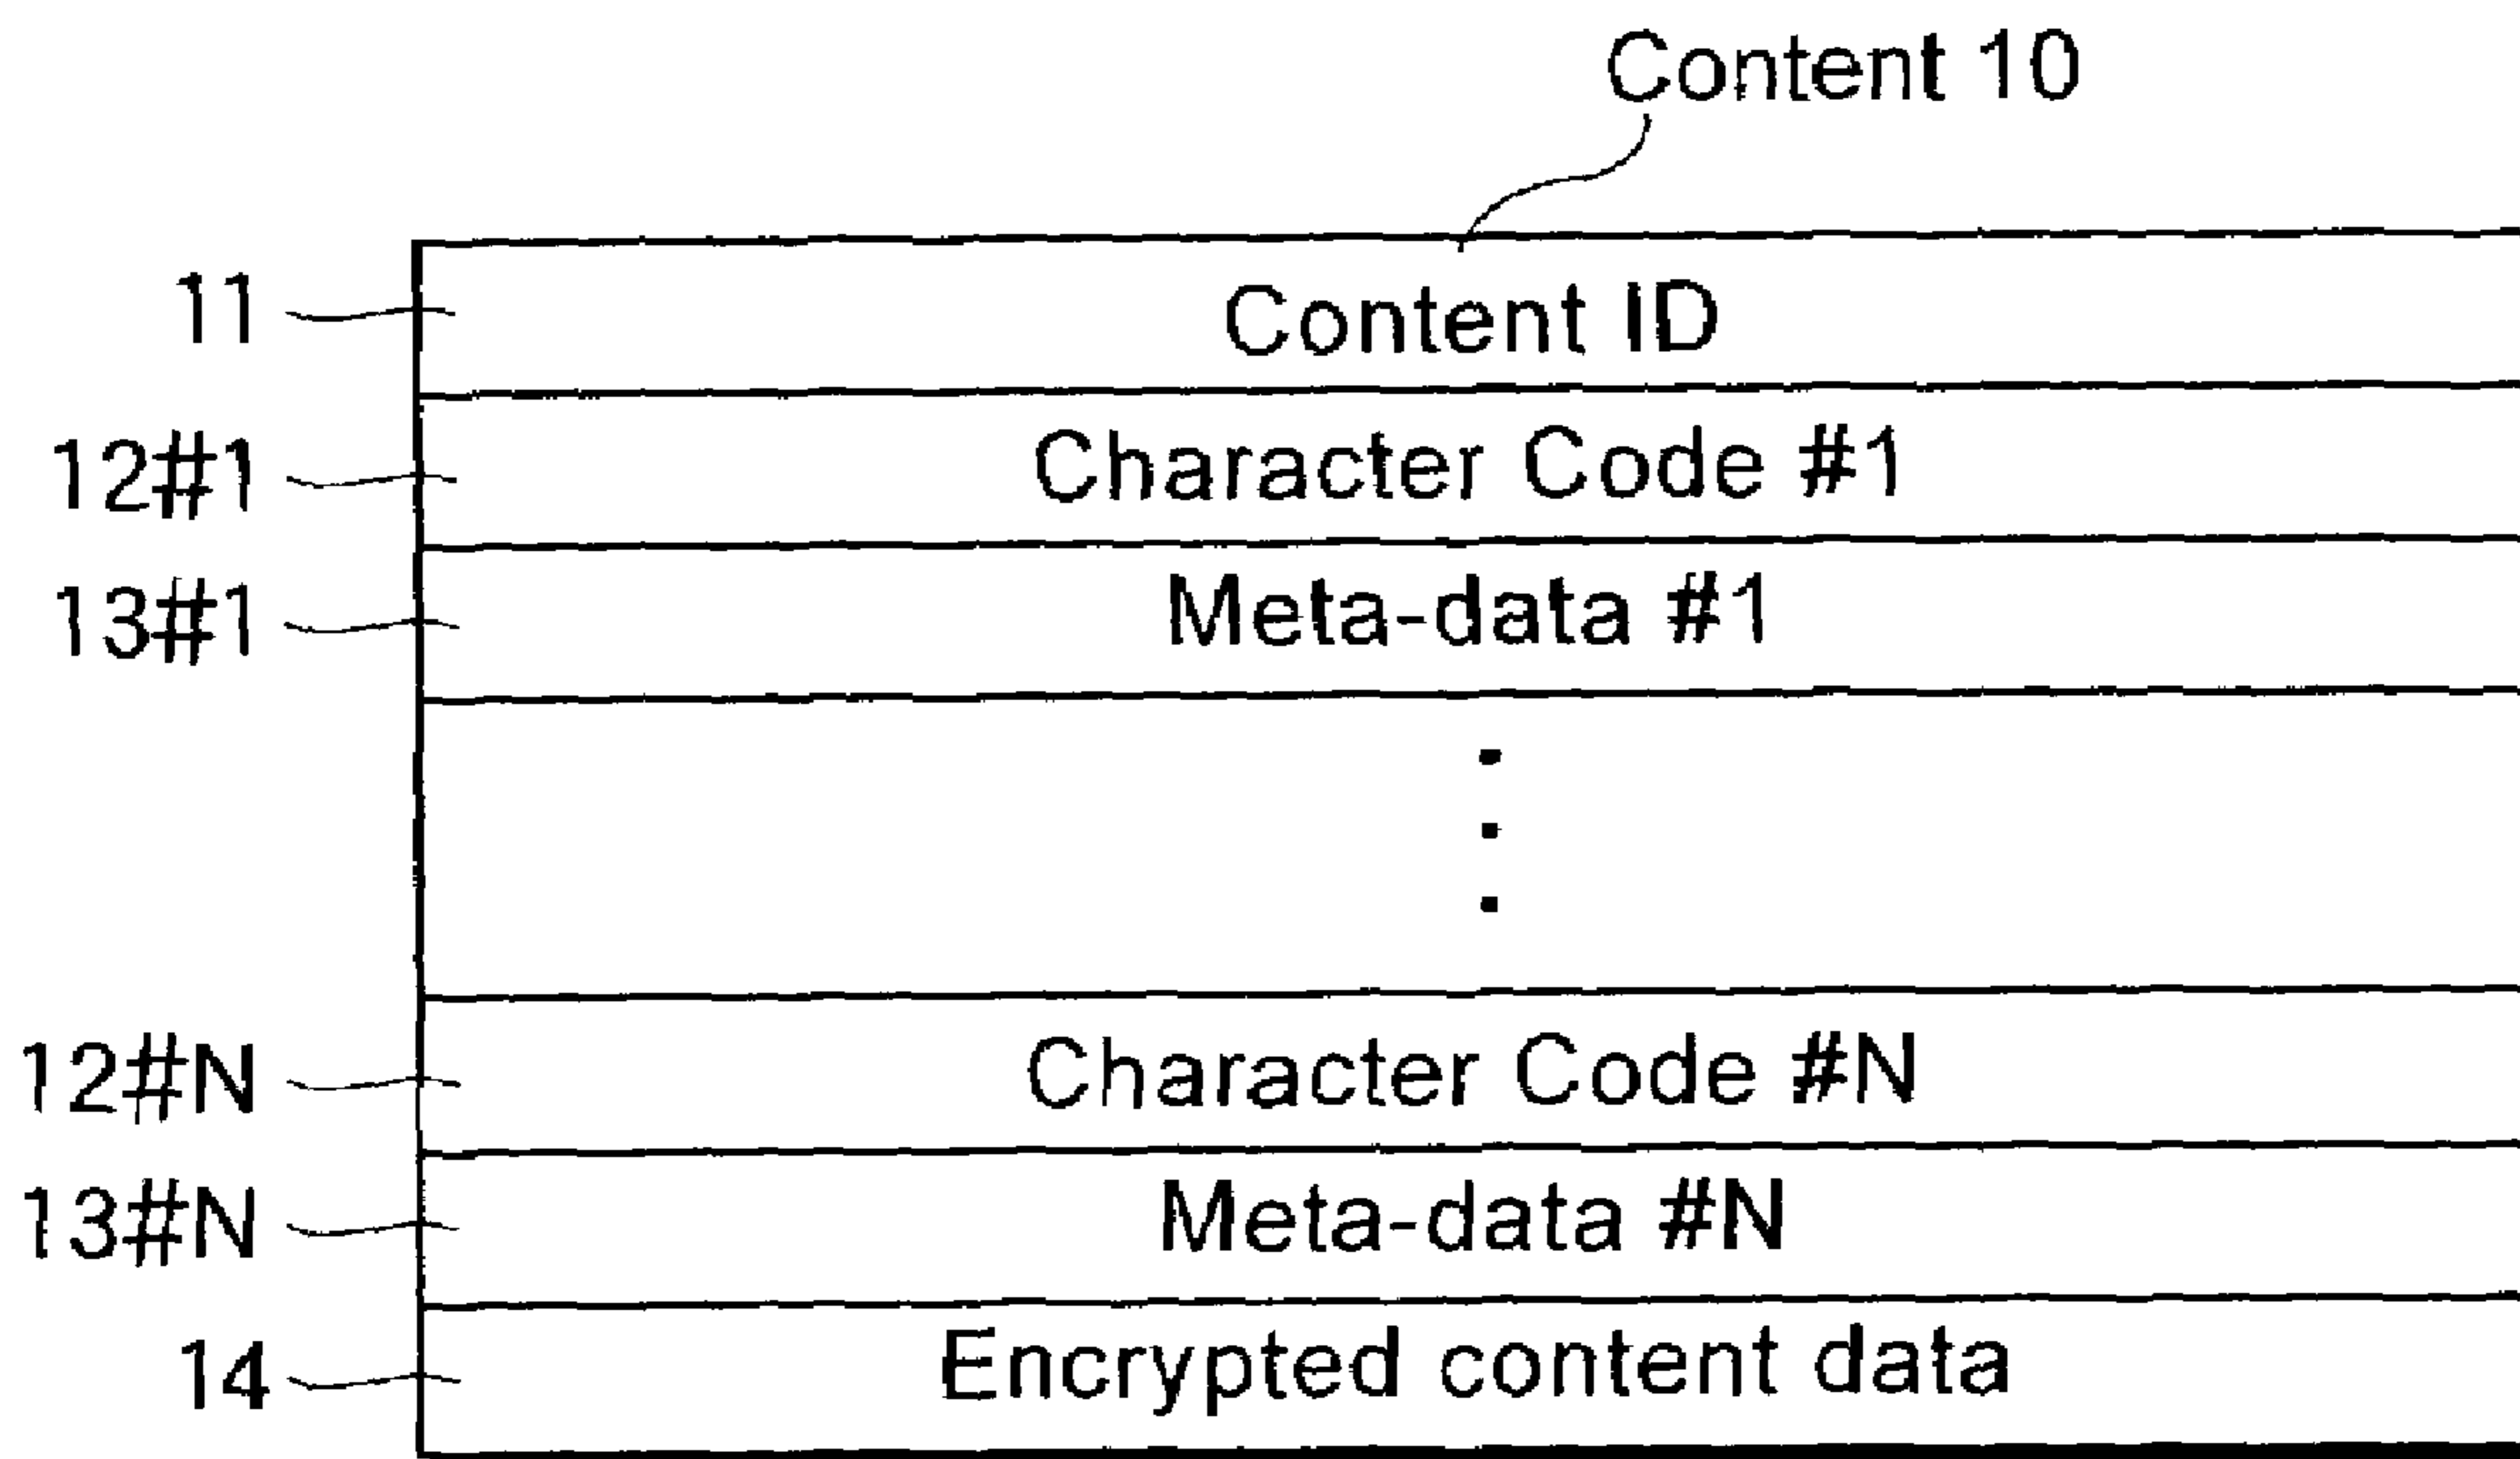 Content 10
11 Content ID
12#1 Character Code #1
13#1 Meta-data #1
12#N Character Code #N
13#N Meta-data #N
14 Encrypted content data